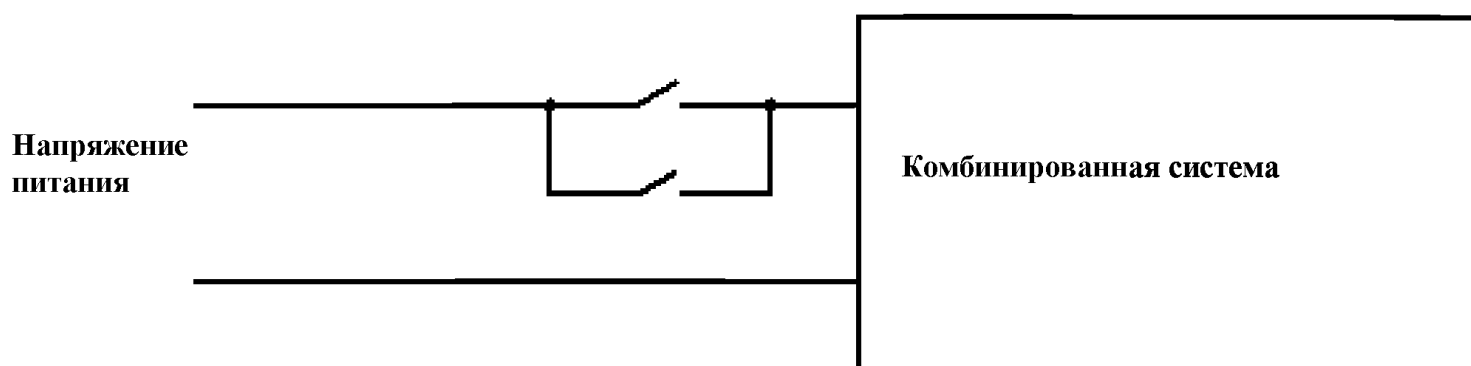 Напряжение
питания
Комбинированная система